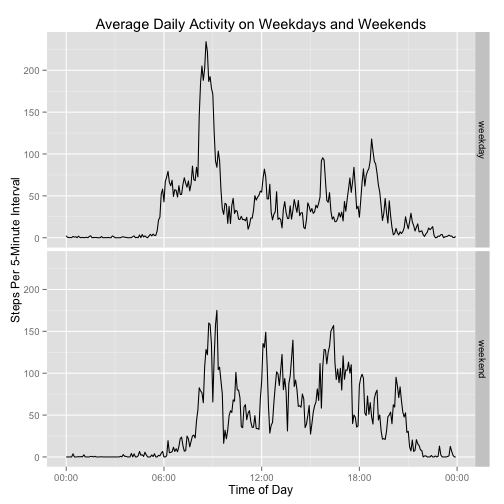 Average Daily Activity on Weekdays and Weekends
Steps Per 5-Minute Interval
200
150
100
50
0
weekday
200
150
100
50
0
weekend
00:00 06:00 12:00 18:00 00:00
Time of Day